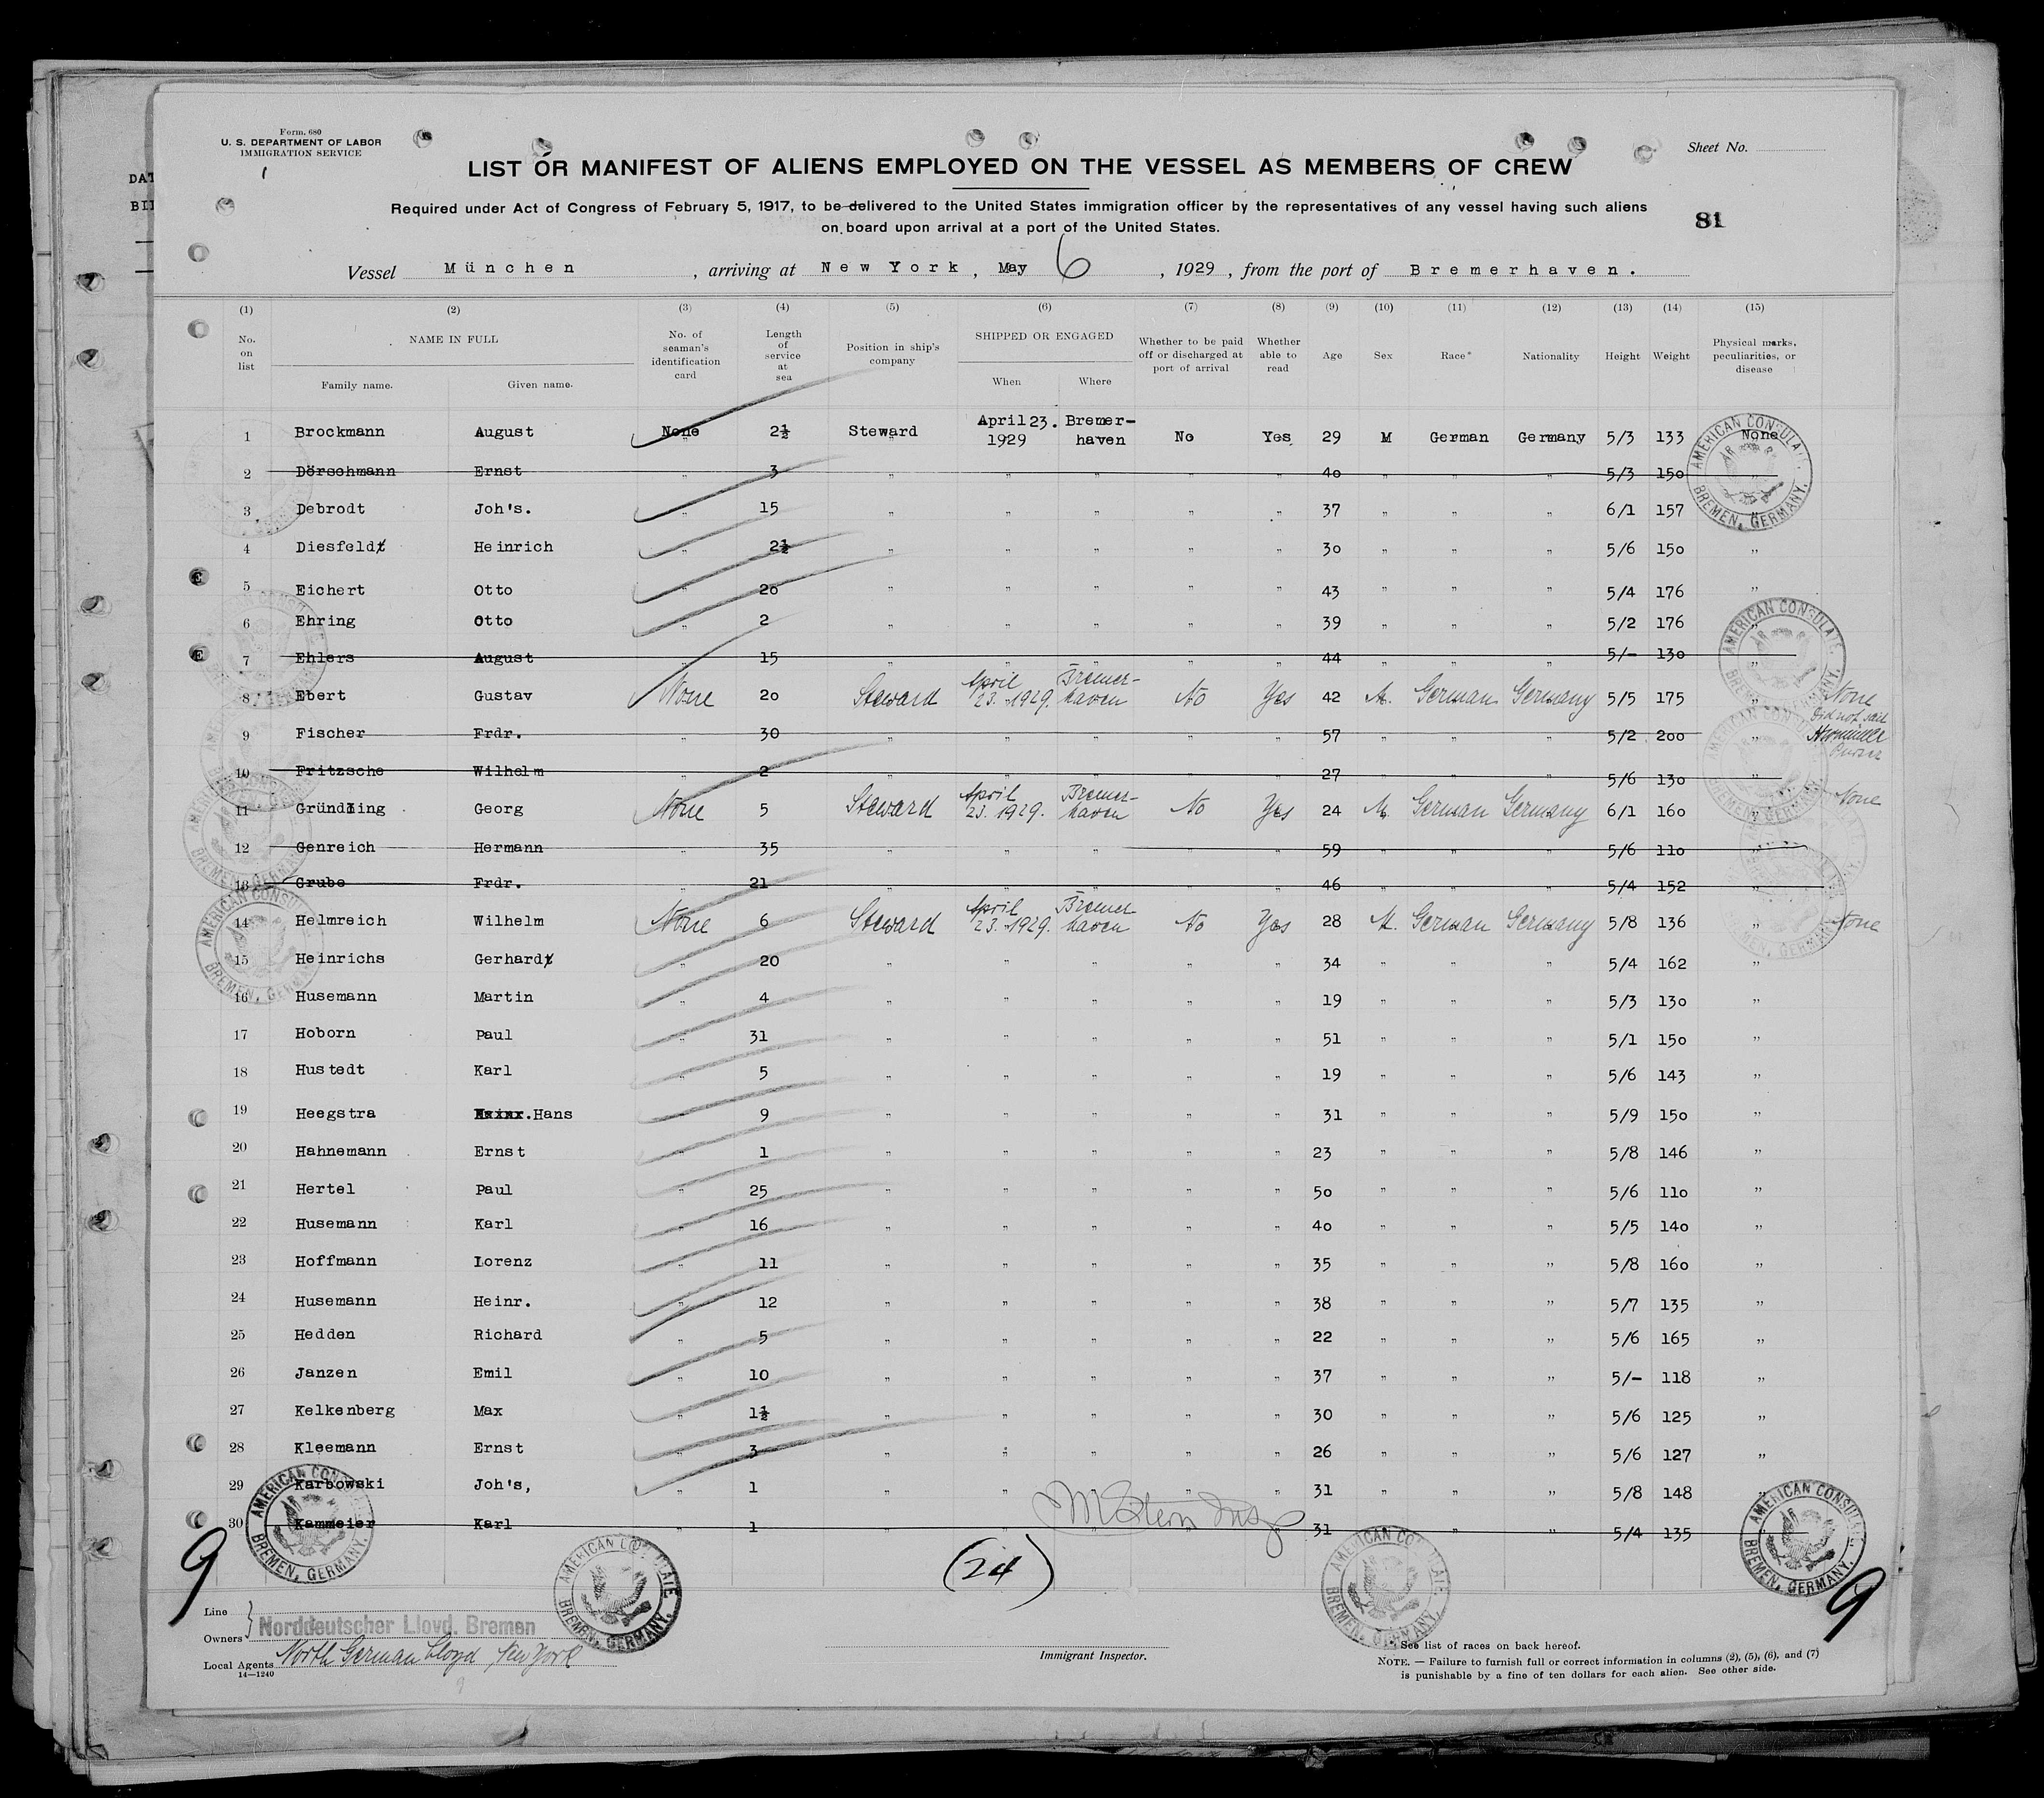 DAT
BII
Form. 680
U. S. DEPARTMENT OF LABOR
IMMIGRATION SERVICE
Sheet No.
LIST OR MANIFEST OF ALIENS EMPLOYED ON THE VESSEL AS MEMBERS OF CREW
Required under Act of Congress of February 5, 1917, to be delivered to the United States immigration officer by the representatives of any vessel having such aliens
on board upon arrival at a port of the United States.
81
Vessel München, arriving at New York, May 6, 1929, from the port of Bremerhaven.
(1) (2) (3) (4) (5) (6) (7) (8) (9) (10) (11) (12) (13) (14) (15)
No. on list NAME IN FULL Family name. Given name. No. of seaman's identification card Length of service at sea Position in ship's company SHIPPED OR ENGAGED When Where Whether to be paid off or discharged at port of arrival Whether able to read Age Sex Race* Nationality Height Weight Physical marks, peculiarities, or disease
1 Brockmann August None 2½ Steward April 23. 1929 Bremer-haven No Yes 29 M German Germany 5/3 133 None
2 Dörschmann Ernst " 3 " " " " " 40 " " " 5/3 150 "
3 Debrodt Joh's. " 15 " " " " " 37 " " " 6/1 157 "
4 Diesfeldt Heinrich " 2½ " " " " " 30 " " " 5/6 150 "
5 Eichert Otto " 20 " " " " " 43 " " " 5/4 176 "
6 Ehring Otto " 2 " " " " " 39 " " " 5/2 176 "
7 Ehlers August " 15 " " " " " 44 " " " 5/- 130 "
8 Ebert Gustav None 20 Steward April 23. 1929. Bremer-haven No Yes 42 M. German Germany 5/5 175 " None
9 Fischer Frdr. " 30 " " " " " 57 " " " 5/2 200 " Did not sail
10 Fritzsche Wilhelm " 2 " " " " " 27 " " " 5/6 130 "
11 Gründling Georg None 5 Steward April 23. 1929. Bremer-haven No Yes 24 M. German Germany 6/1 160 " None
12 Genreich Hermann " 35 " " " " " 59 " " " 5/6 110 "
13 Grube Frdr. " 21 " " " " " 46 " " " 5/4 152 "
14 Helmreich Wilhelm None 6 Steward April 23. 1929. Bremer-haven No Yes 28 M. German Germany 5/8 136 " None
15 Heinrichs Gerhardt " 20 " " " " " 34 " " " 5/4 162 "
16 Husemann Martin " 4 " " " " " 19 " " " 5/3 130 "
17 Hoborn Paul " 31 " " " " " 51 " " " 5/1 150 "
18 Hustedt Karl " 5 " " " " " 19 " " " 5/6 143 "
19 Heegstra Heinr. Hans " 9 " " " " " 31 " " " 5/9 150 "
20 Hahnemann Ernst " 1 " " " " " 23 " " " 5/8 146 "
21 Hertel Paul " 25 " " " " " 50 " " " 5/6 110 "
22 Husemann Karl " 16 " " " " " 40 " " " 5/5 140 "
23 Hoffmann Lorenz " 11 " " " " " 35 " " " 5/8 160 "
24 Husemann Heinr. " 12 " " " " " 38 " " " 5/7 135 "
25 Hedden Richard " 5 " " " " " 22 " " " 5/6 165 "
26 Janzen Emil " 10 " " " " " 37 " " " 5/- 118 "
27 Kelkenberg Max " 1½ " " " " " 30 " " " 5/6 125 "
28 Kleemann Ernst " 3 " " " " " 26 " " " 5/6 127 "
29 Karbowski Joh's, " 1 " " " " " 31 " " " 5/8 148 "
30 Kammeier Karl " 1 " " " " " 31 " " " 5/4 135 "
AMERICAN CONSULATE BREMEN, GERMANY.
(24)
9
9
Line
Owners
Norddeutscher Lloyd. Bremen
Local Agents North German Lloyd New York
14—1240
Immigrant Inspector.
*See list of races on back hereof.
NOTE. — Failure to furnish full or correct information in columns (2), (5), (6), and (7)
is punishable by a fine of ten dollars for each alien. See other side.